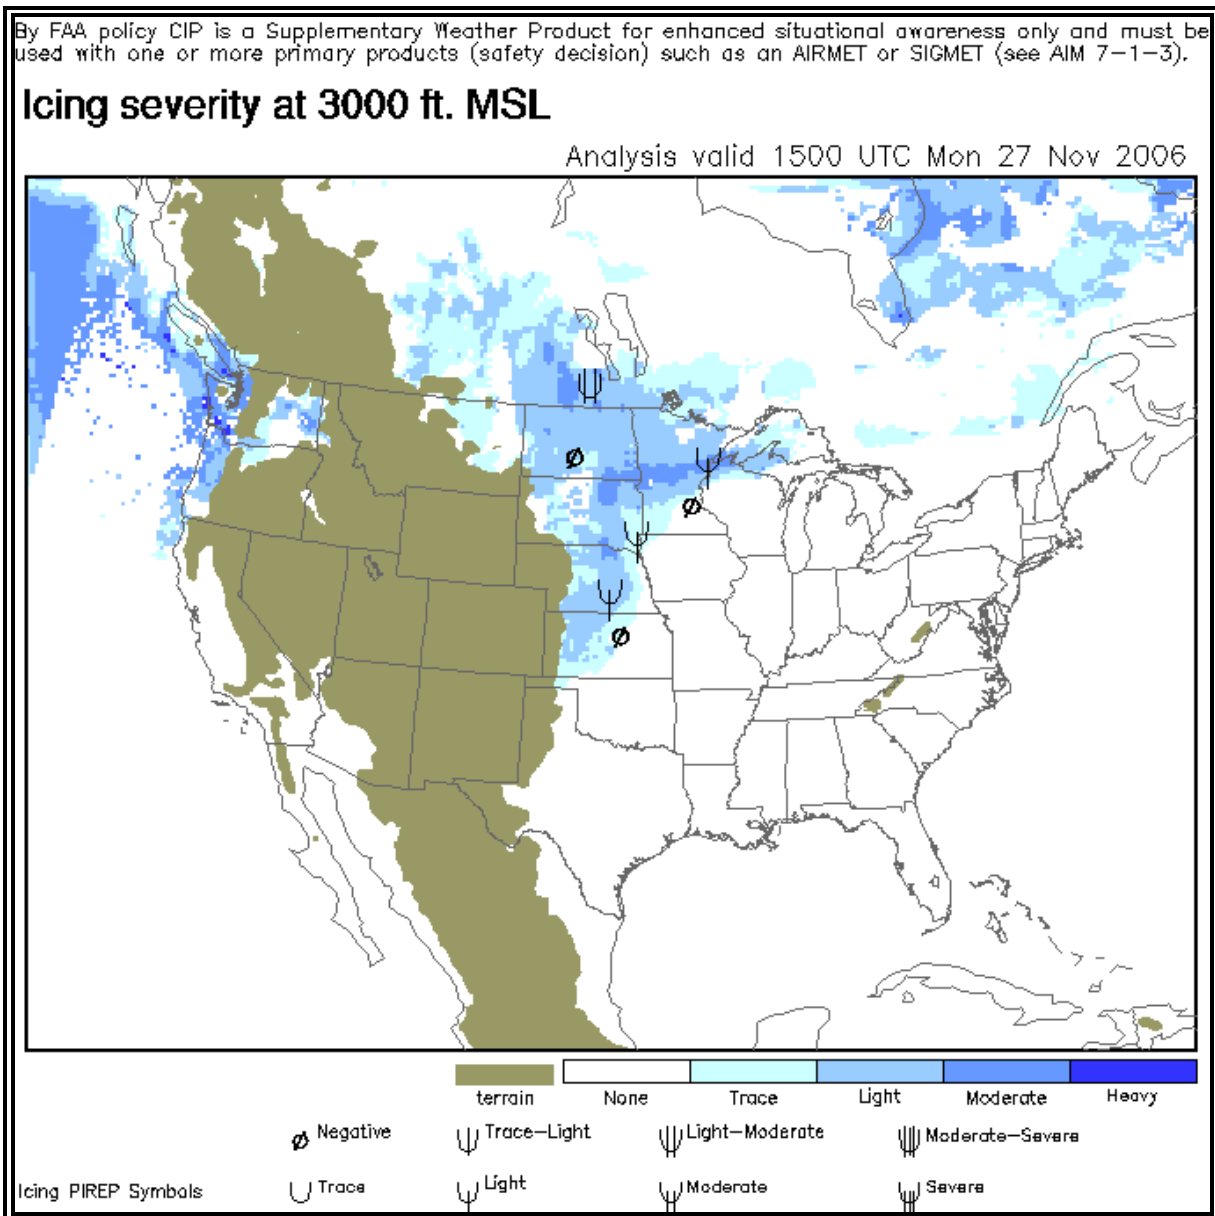 By FAA policy CIP is a Supplementary Weather Product for enhanced situational awareness only and must be
used with one or more primary products (safety decision) such as an AIRMET or SIGMET (see AIM 7-1-3).
Icing severity at 3000 ft. MSL
Analysis valid 1500 UTC Mon 27 Nov 2006
terrain None Trace Light Moderate Heavy
Negative Trace-Light Light-Moderate Moderate-Severe
Icing PIREP Symbols Trace Light Moderate Severe